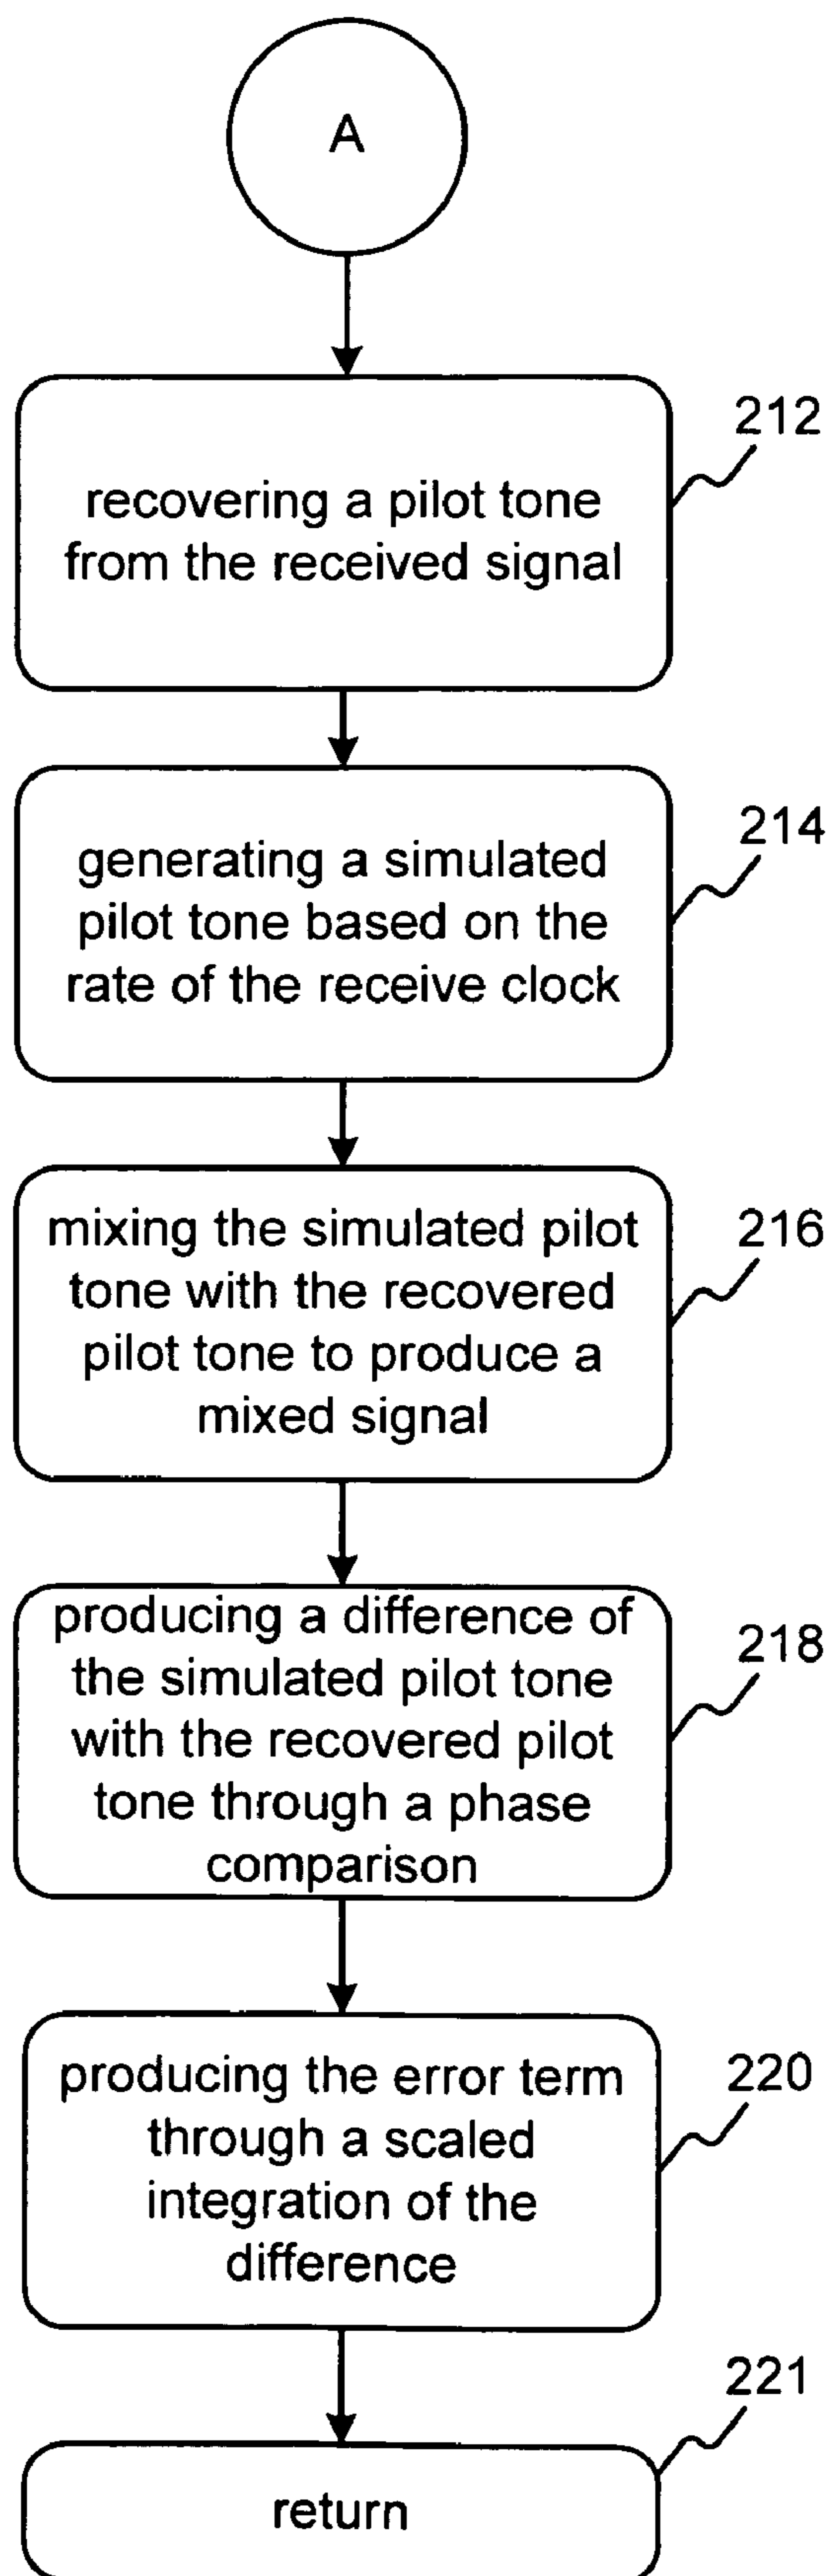 A
212
recovering a pilot tone
from the received signal
214
generating a simulated
pilot tone based on the
rate of the receive clock
216
mixing the simulated pilot
tone with the recovered
pilot tone to produce a
mixed signal
218
producing a difference of
the simulated pilot tone
with the recovered pilot
tone through a phase
comparison
220
producing the error term
through a scaled
integration of the
difference
221
return